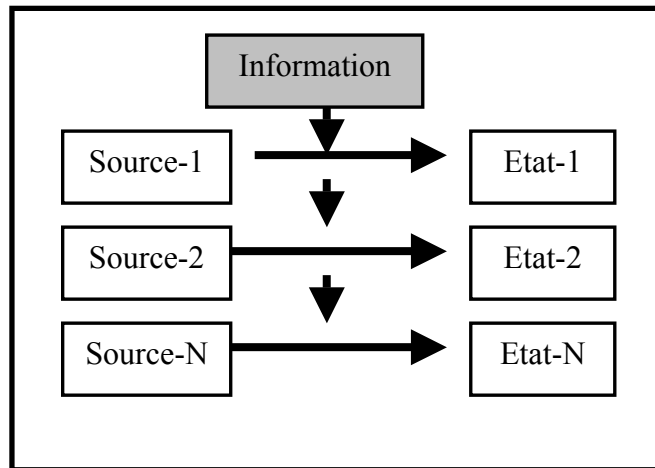 Information
Source-1
Etat-1
Source-2
Etat-2
Source-N
Etat-N